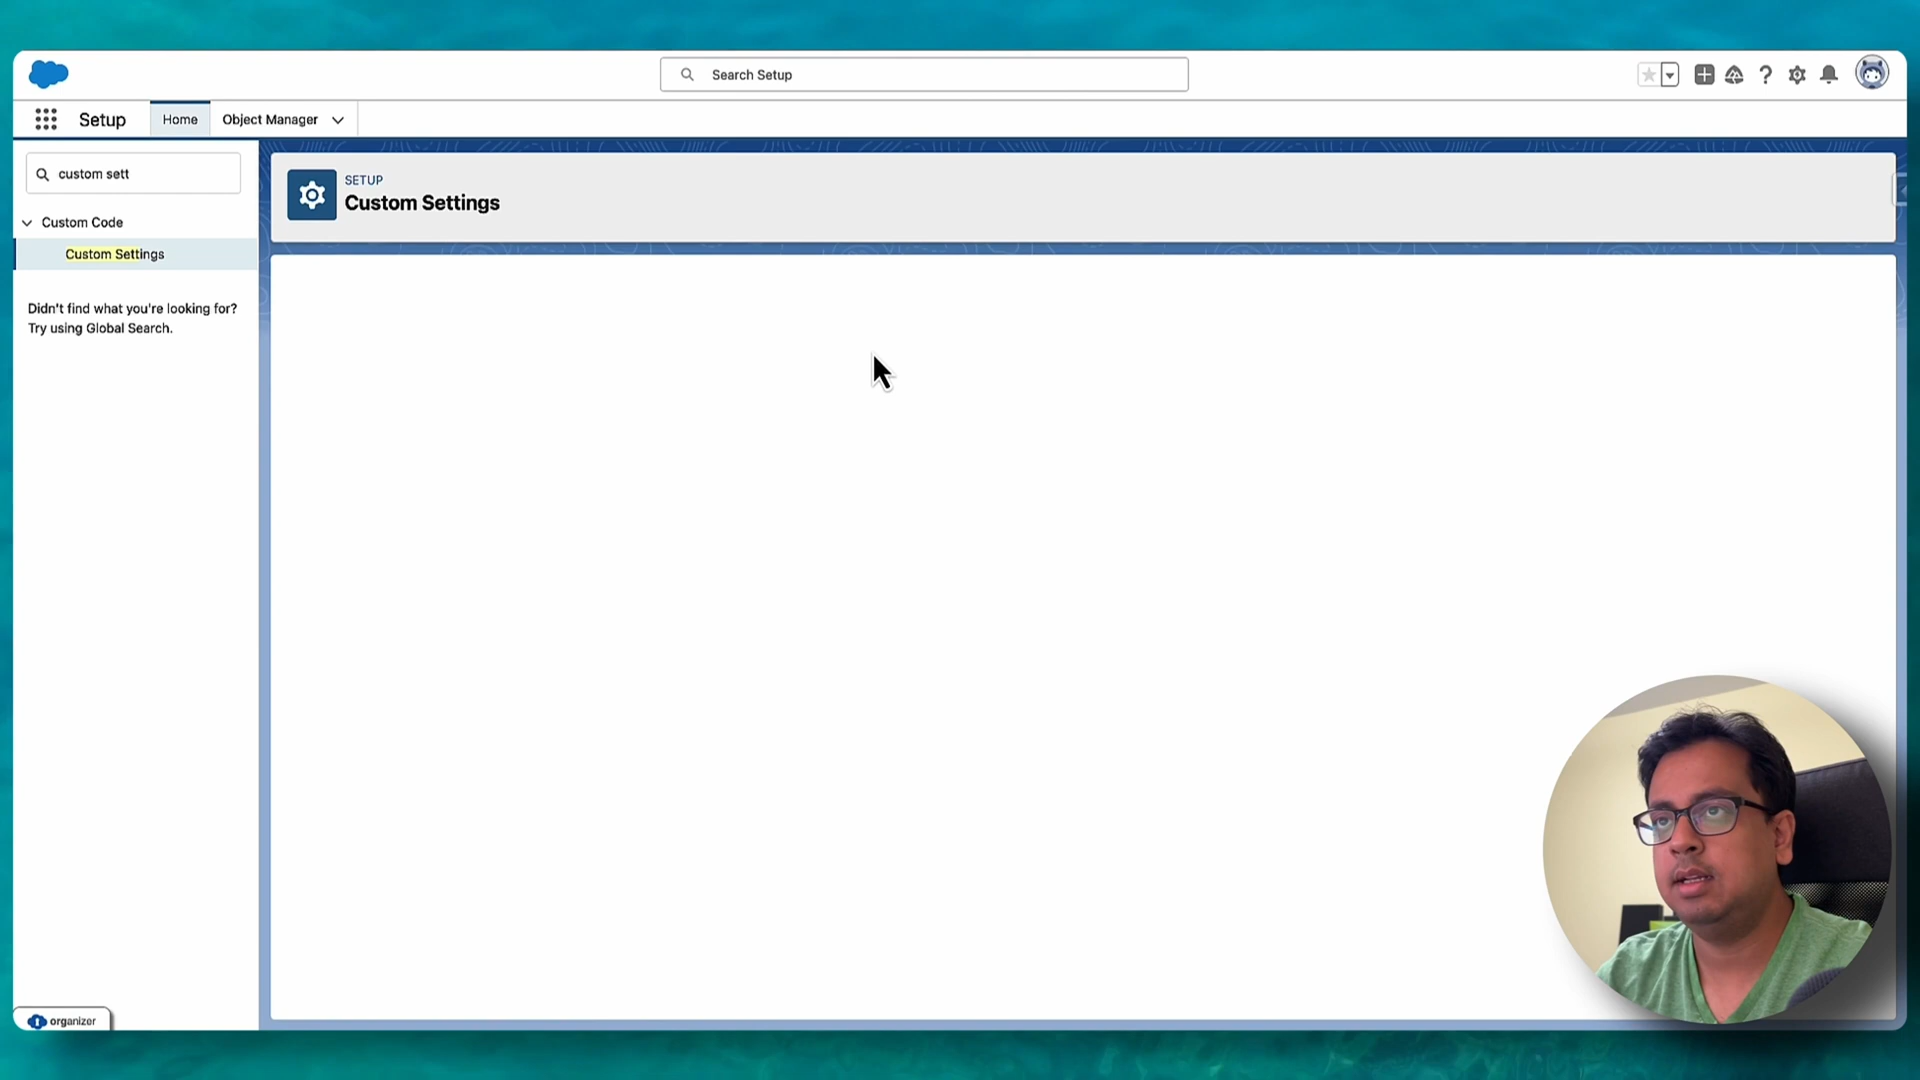 Search Setup
Setup
Home
Object Manager
custom sett
Custom Code
Custom Settings
Didn't find what you're looking for?
Try using Global Search.
SETUP
Custom Settings
organizer